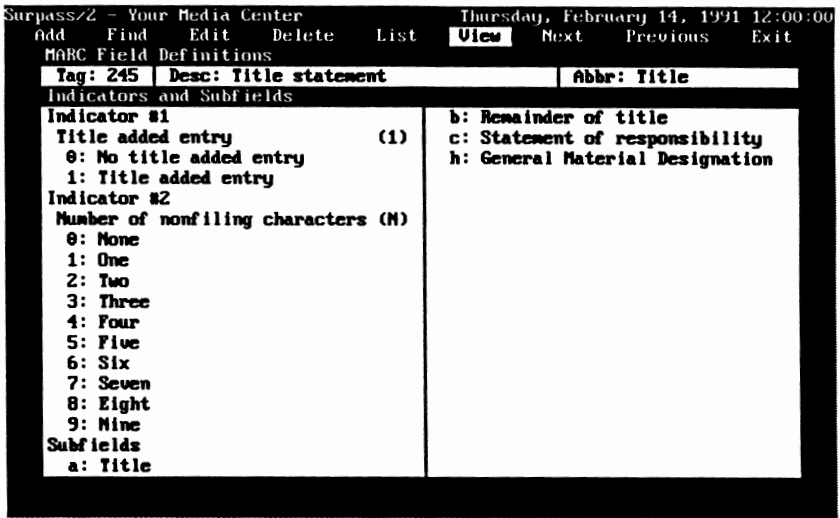 Surpass/2 - Your Media Center Thursday, February 14, 1991 12:00:00
Add Find Edit Delete List View Next Previous Exit
MARC Field Definitions
Tag: 245 Desc: Title statement Abbr: Title
Indicators and Subfields
Indicator #1
Title added entry (1)
0: No title added entry
1: Title added entry
Indicator #2
Number of nonfiling characters (N)
0: None
1: One
2: Two
3: Three
4: Four
5: Five
6: Six
7: Seven
8: Eight
9: Nine
Subfields
a: Title
b: Remainder of title
c: Statement of responsibility
h: General Material Designation